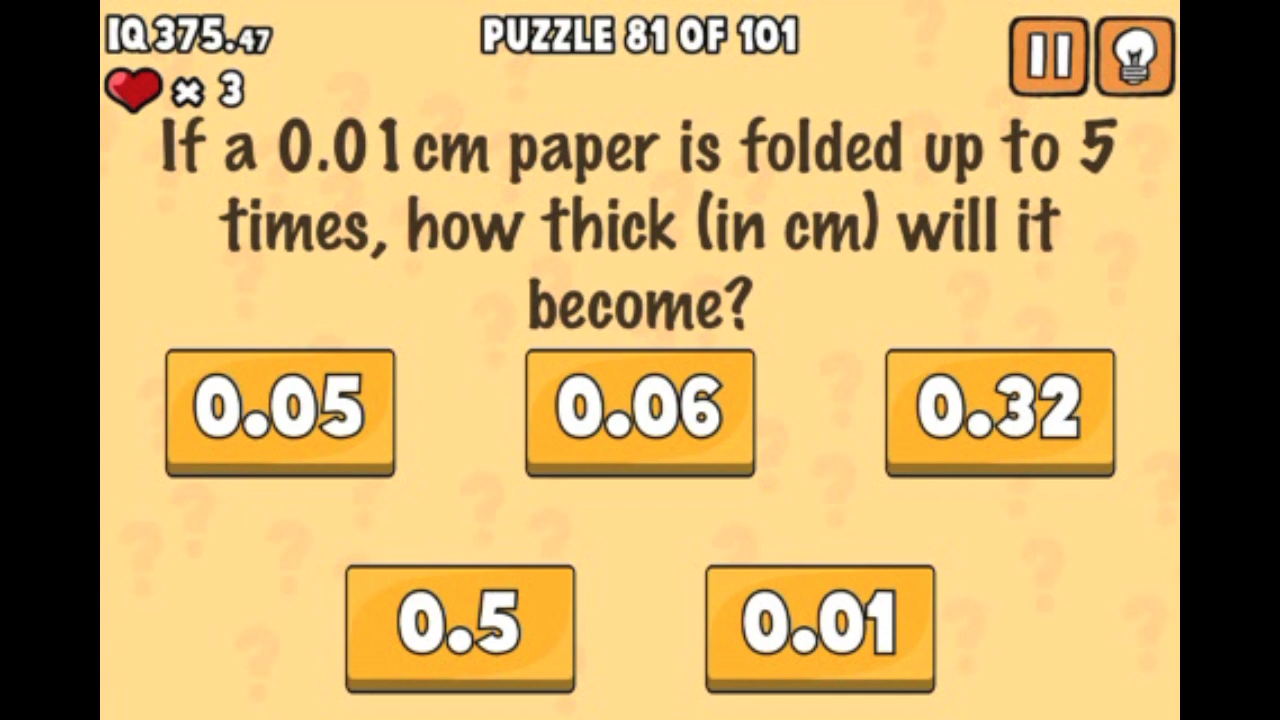 IQ 375.47
PUZZLE 81 OF 101
× 3
If a 0.01cm paper is folded up to 5
times, how thick (in cm) will it
become?
0.05 0.06 0.32
0.5 0.01